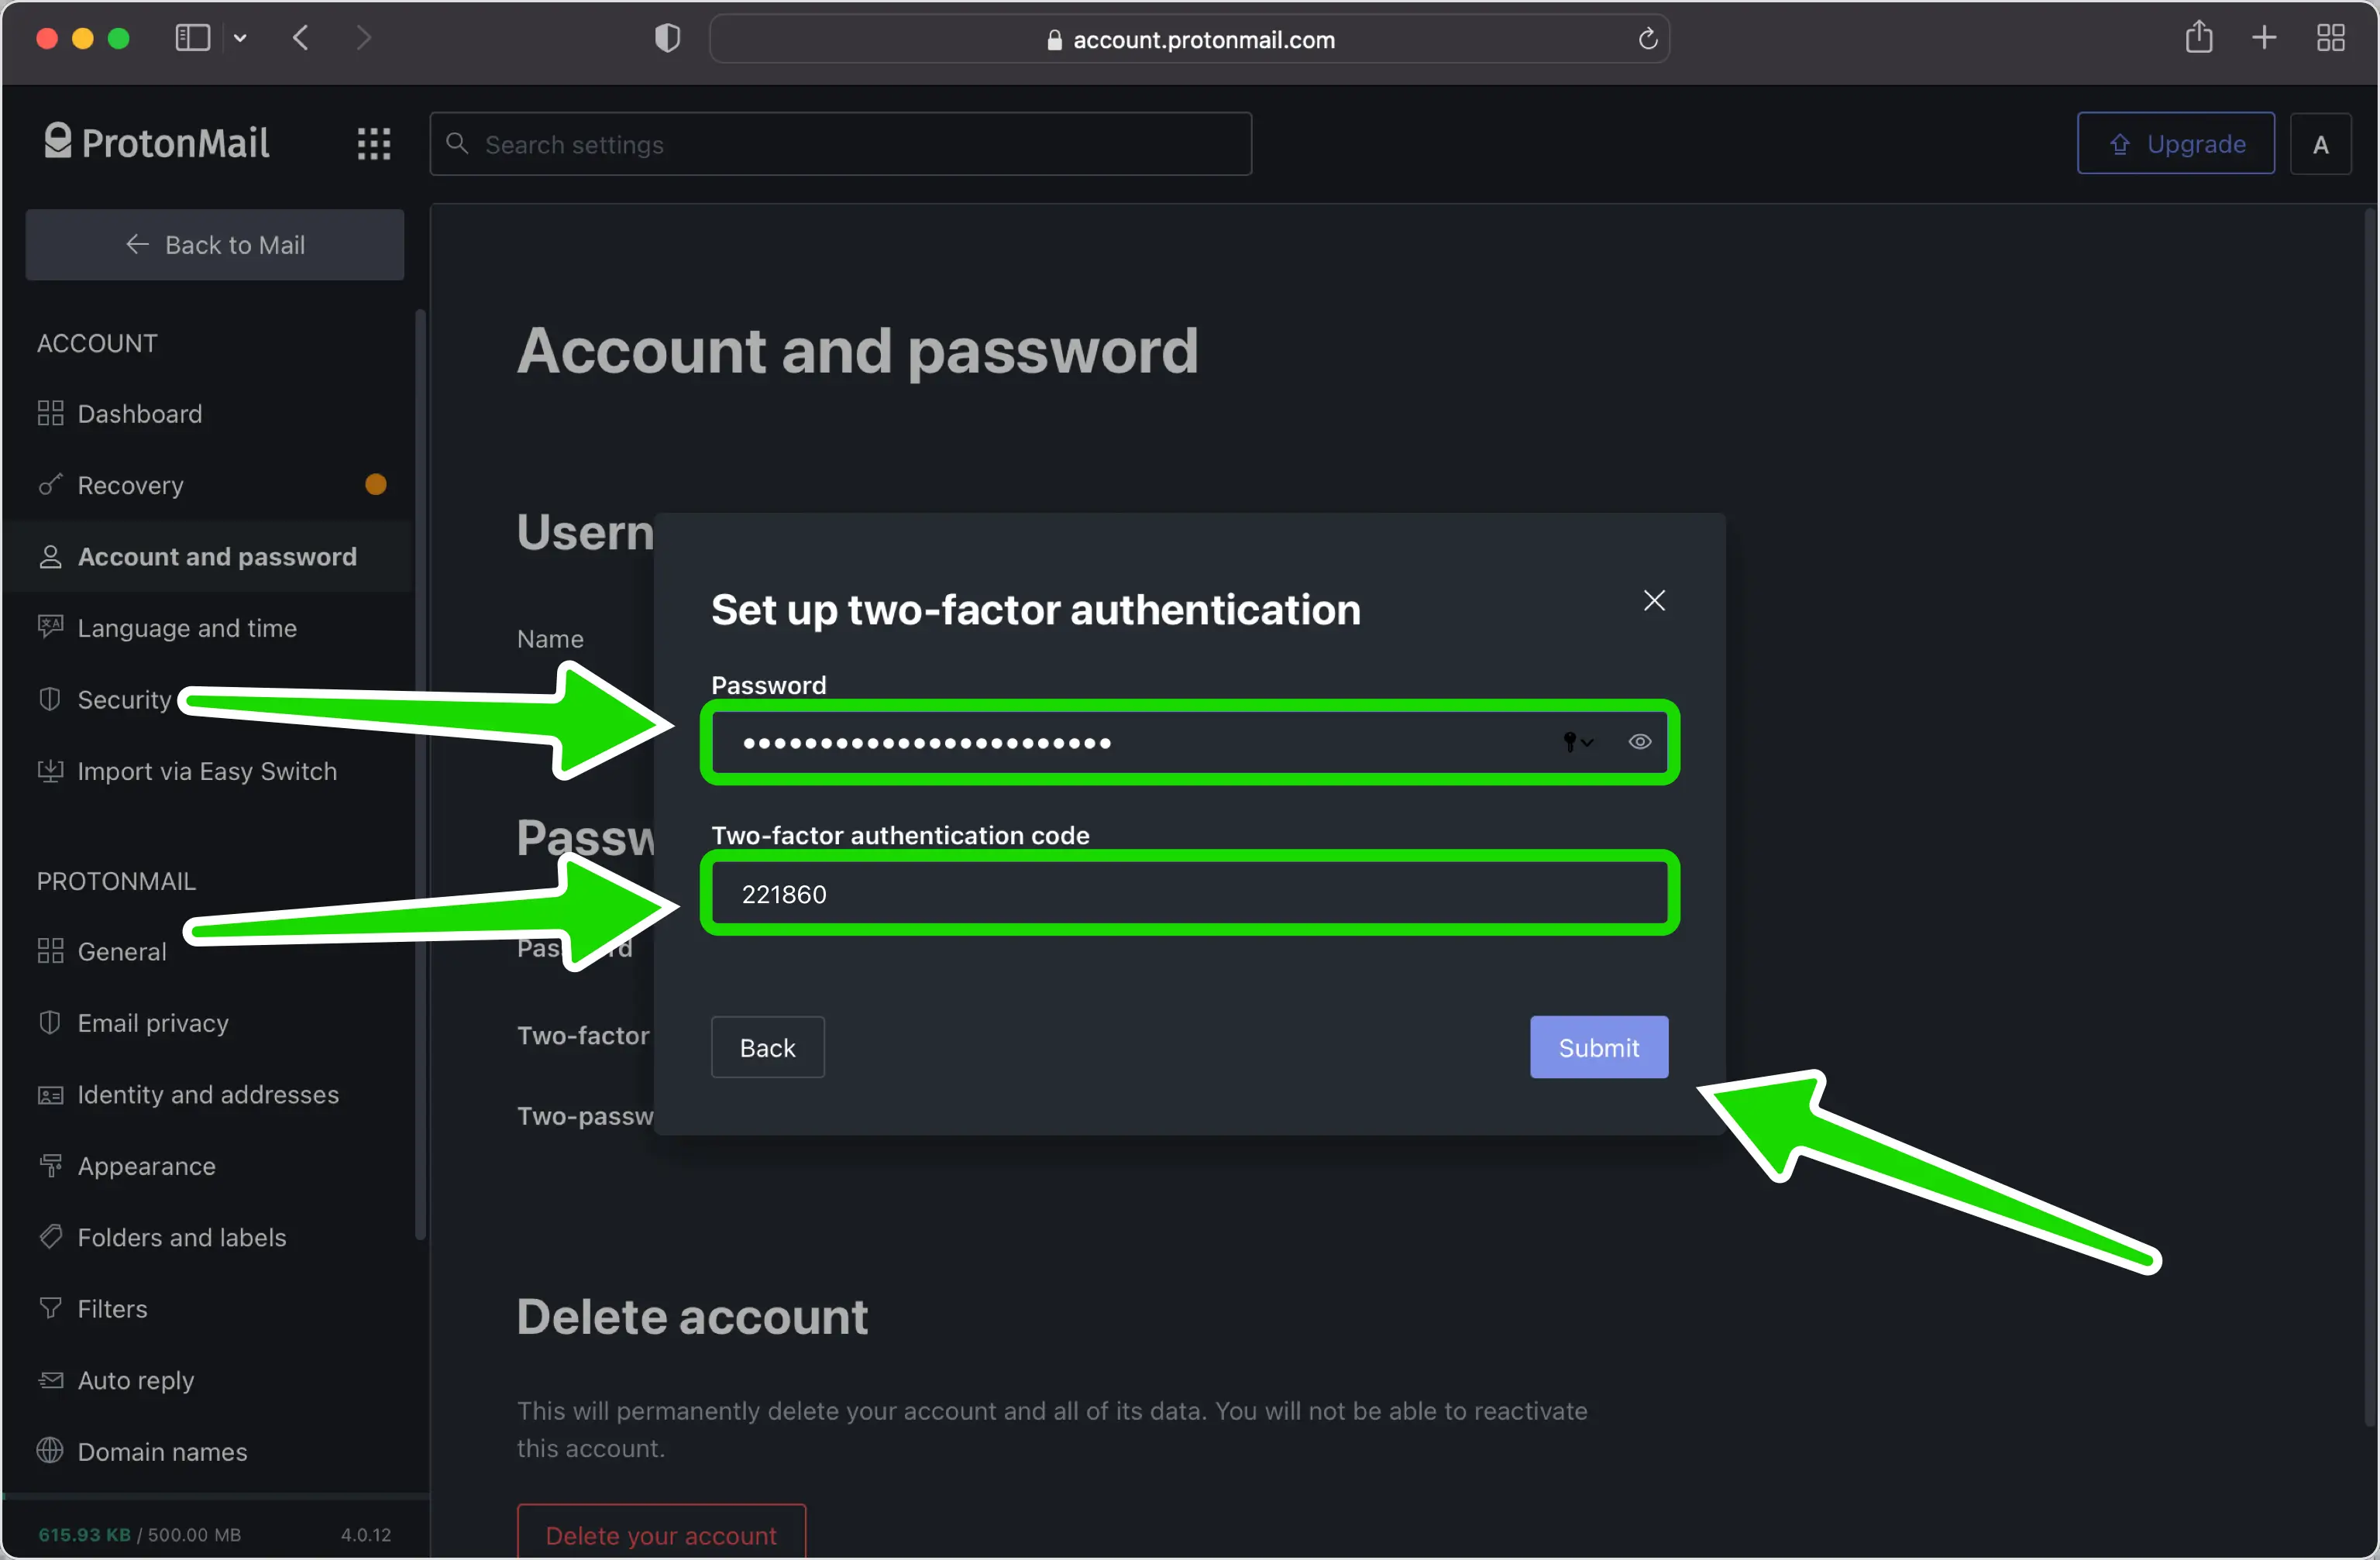 account.protonmail.com
ProtonMail
Search settings
Upgrade
A
Back to Mail
ACCOUNT
Dashboard
Recovery
Account and password
Language and time
Security
Import via Easy Switch
PROTONMAIL
General
Email privacy
Identity and addresses
Appearance
Folders and labels
Filters
Auto reply
Domain names
615.93 KB / 500.00 MB
4.0.12
Account and password
Usern
Name
Passw
Password
Two-factor
Two-passw
Set up two-factor authentication
Password
Two-factor authentication code
221860
Back
Submit
Delete account
This will permanently delete your account and all of its data. You will not be able to reactivate
this account.
Delete your account